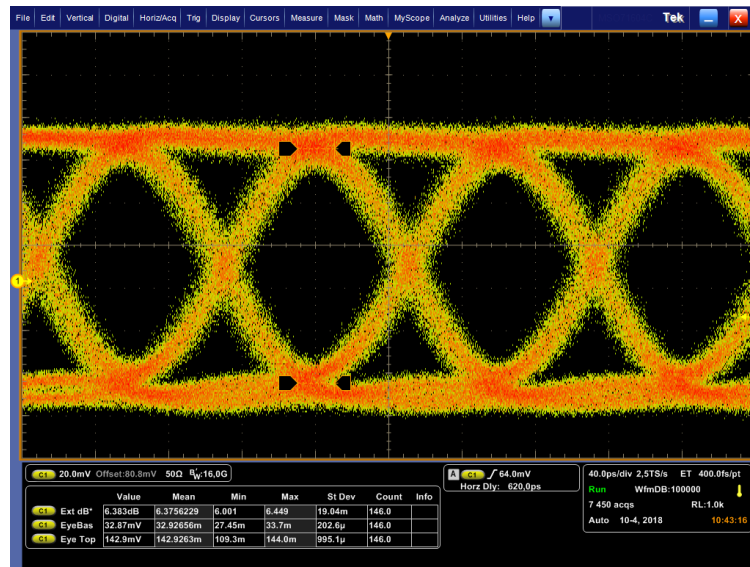 File Edit Vertical Digital Horiz/Acq Trig Display Cursors Measure Mask Math MyScope Analyze Utilities Help Tek X
1
C1 20.0mV Offset:80.8mV 50Ω BW:16,0G
A C1 64.0mV
Horz Dly: 620,0ps
40.0ps/div 2,5TS/s ET 400.0fs/pt
Run WfmDB:100000
7 450 acqs RL:1.0k
Auto 10-4, 2018 10:43:16
Value Mean Min Max St Dev Count Info
C1 Ext dB* 6.383dB 6.3756229 6.001 6.449 19.04m 146.0
C1 EyeBas 32.87mV 32.92656m 27.45m 33.7m 202.6µ 146.0
C1 Eye Top 142.9mV 142.9263m 109.3m 144.0m 995.1µ 146.0